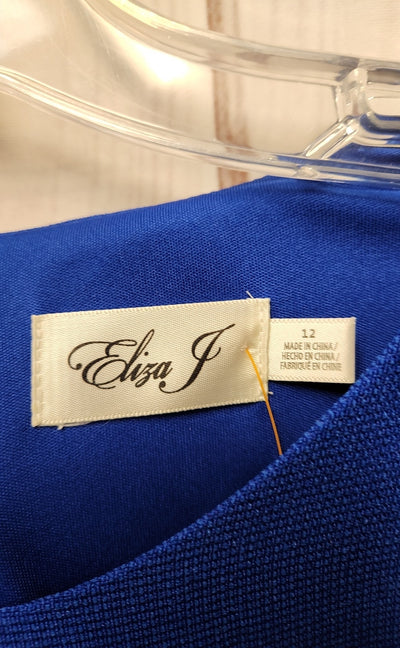 Eliza J
12
MADE IN CHINA /
HECHO EN CHINA /
FABRIQUÉ EN CHINE